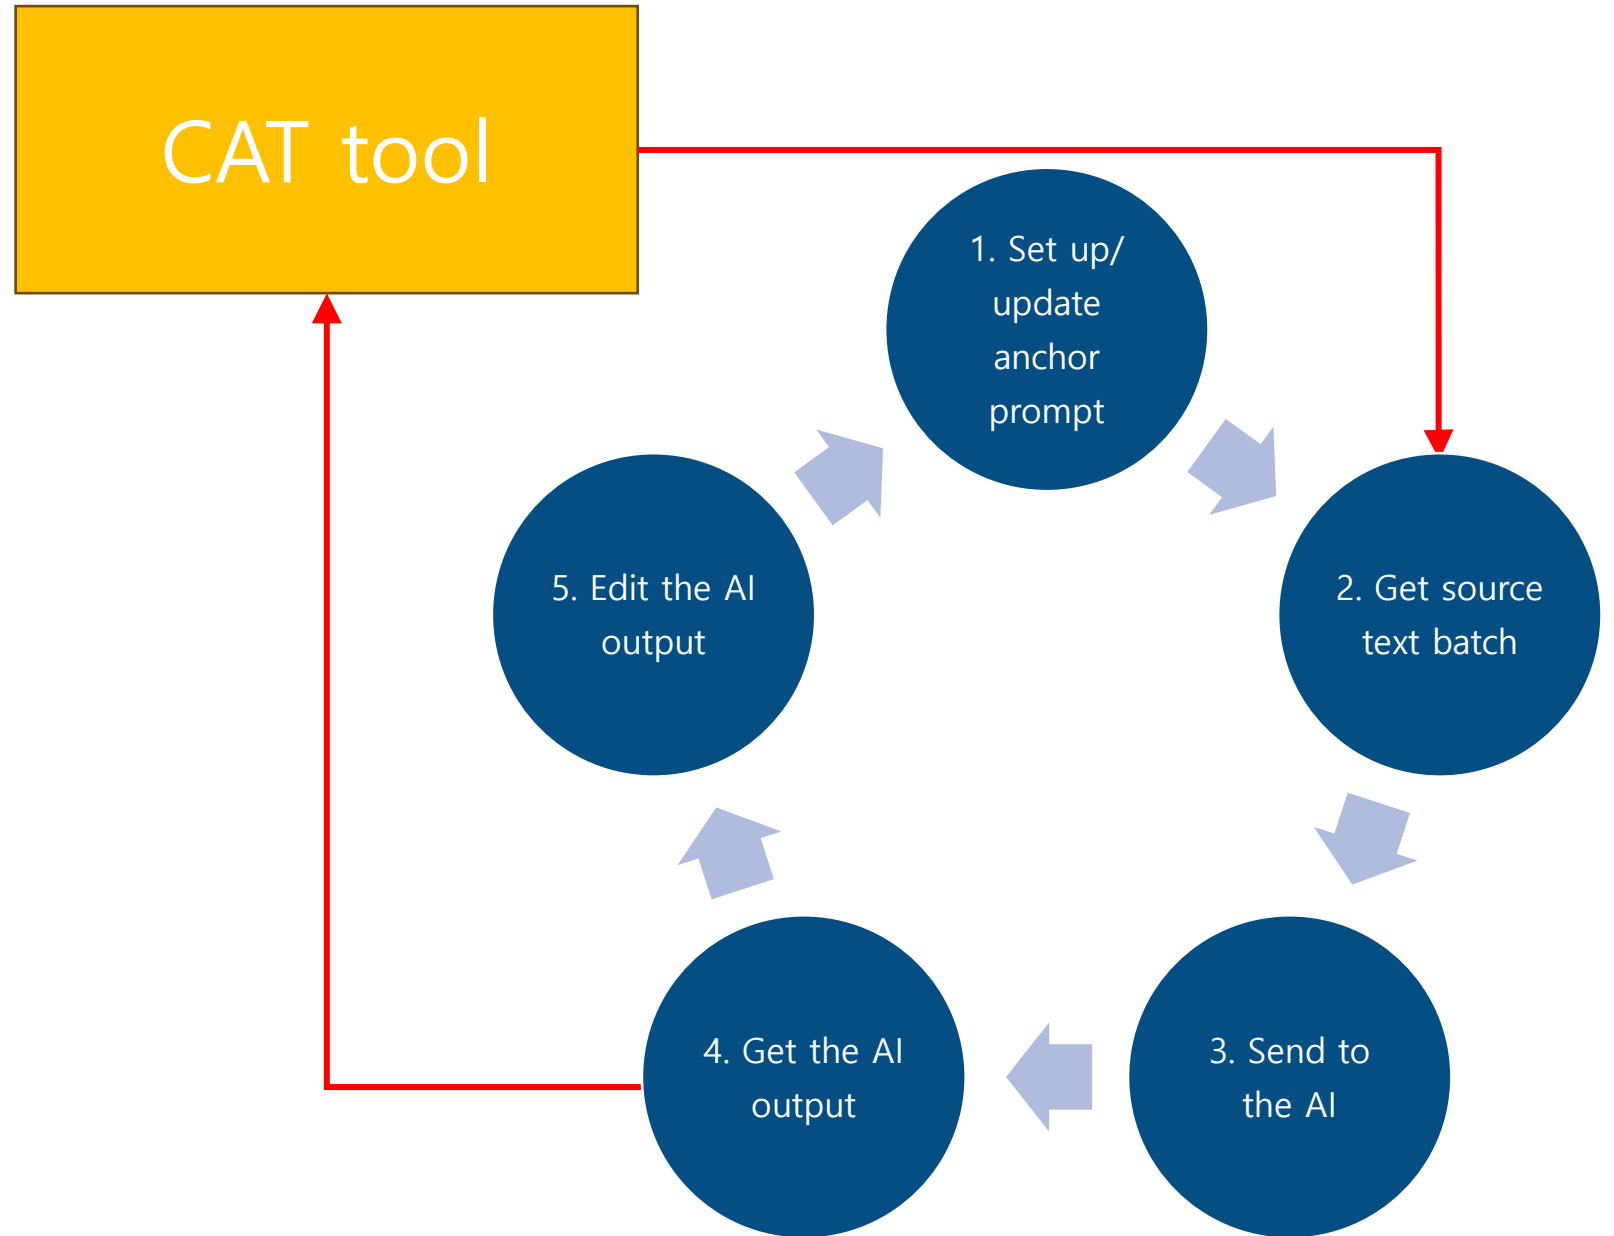 CAT tool
1. Set up/
update
anchor
prompt
2. Get source
text batch
3. Send to
the AI
4. Get the AI
output
5. Edit the AI
output